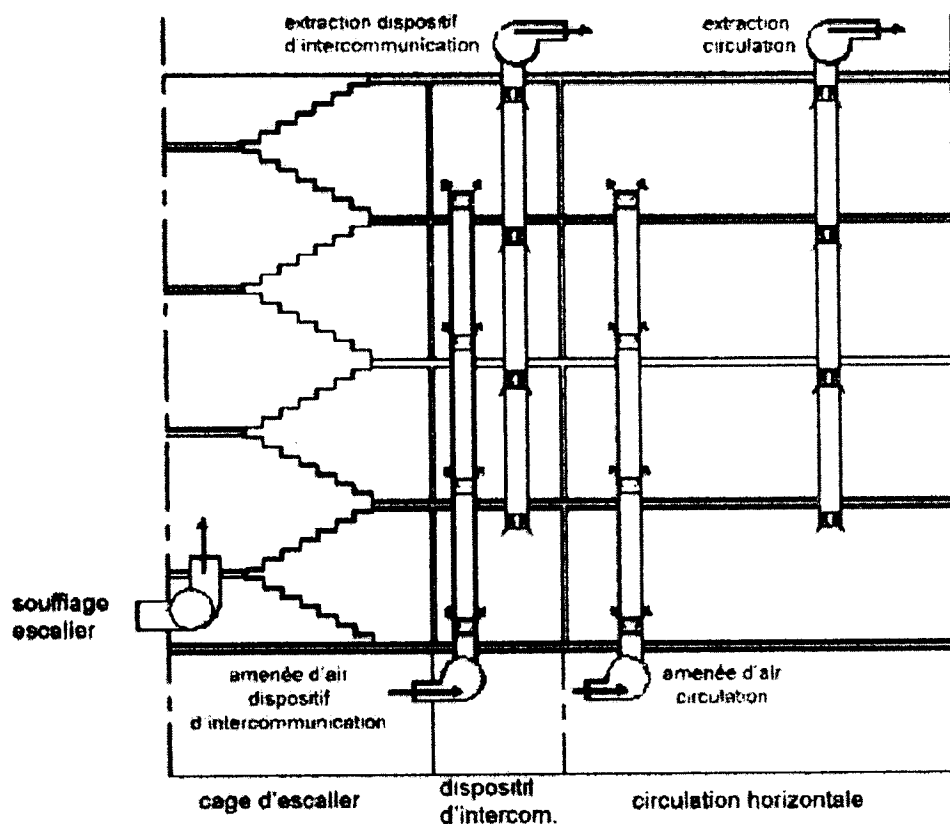 extraction dispositif
d'intercommunication
extraction
circulation
soufflage
escalier
amenée d'air
dispositif
d'intercommunication
amenée d'air
circulation
cage d'escalier
dispositif
d'intercom.
circulation horizontale